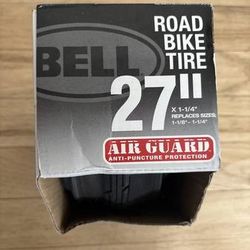 BELL
ROAD
BIKE
TIRE
27"
X 1-1/4"
REPLACES SIZES:
1-1/8" - 1-1/4"
AIR GUARD
ANTI-PUNCTURE PROTECTION